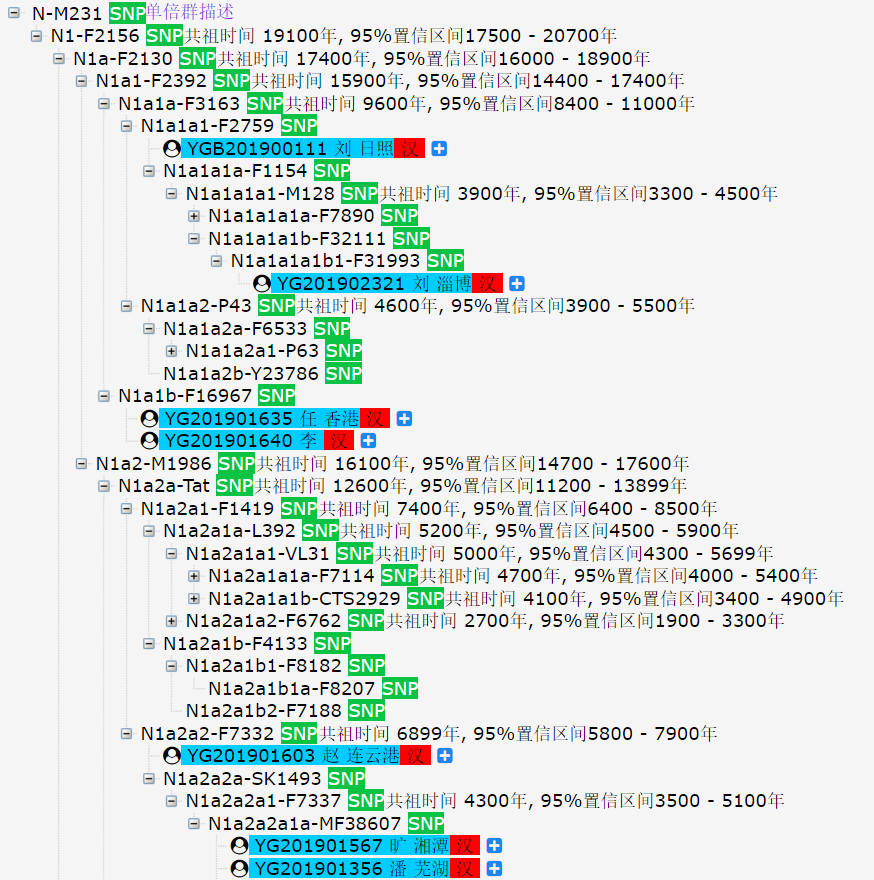 N-M231 SNP单倍群描述
N1-F2156 SNP共祖时间 19100年, 95%置信区间17500 - 20700年
N1a-F2130 SNP共祖时间 17400年, 95%置信区间16000 - 18900年
N1a1-F2392 SNP共祖时间 15900年, 95%置信区间14400 - 17400年
N1a1a-F3163 SNP共祖时间 9600年, 95%置信区间8400 - 11000年
N1a1a1-F2759 SNP
YGB201900111 刘 日照 汉
N1a1a1a-F1154 SNP
N1a1a1a1-M128 SNP共祖时间 3900年, 95%置信区间3300 - 4500年
N1a1a1a1a-F7890 SNP
N1a1a1a1b-F32111 SNP
N1a1a1a1b1-F31993 SNP
YG201902321 刘 淄博 汉
N1a1a2-P43 SNP共祖时间 4600年, 95%置信区间3900 - 5500年
N1a1a2a-F6533 SNP
N1a1a2a1-P63 SNP
N1a1a2b-Y23786 SNP
N1a1b-F16967 SNP
YG201901635 任 香港 汉
YG201901640 李 汉
N1a2-M1986 SNP共祖时间 16100年, 95%置信区间14700 - 17600年
N1a2a-Tat SNP共祖时间 12600年, 95%置信区间11200 - 13899年
N1a2a1-F1419 SNP共祖时间 7400年, 95%置信区间6400 - 8500年
N1a2a1a-L392 SNP共祖时间 5200年, 95%置信区间4500 - 5900年
N1a2a1a1-VL31 SNP共祖时间 5000年, 95%置信区间4300 - 5699年
N1a2a1a1a-F7114 SNP共祖时间 4700年, 95%置信区间4000 - 5400年
N1a2a1a1b-CTS2929 SNP共祖时间 4100年, 95%置信区间3400 - 4900年
N1a2a1a2-F6762 SNP共祖时间 2700年, 95%置信区间1900 - 3300年
N1a2a1b-F4133 SNP
N1a2a1b1-F8182 SNP
N1a2a1b1a-F8207 SNP
N1a2a1b2-F7188 SNP
N1a2a2-F7332 SNP共祖时间 6899年, 95%置信区间5800 - 7900年
YG201901603 赵 连云港 汉
N1a2a2a-SK1493 SNP
N1a2a2a1-F7337 SNP共祖时间 4300年, 95%置信区间3500 - 5100年
N1a2a2a1a-MF38607 SNP
YG201901567 旷 湘潭 汉
YG201901356 潘 芜湖 汉